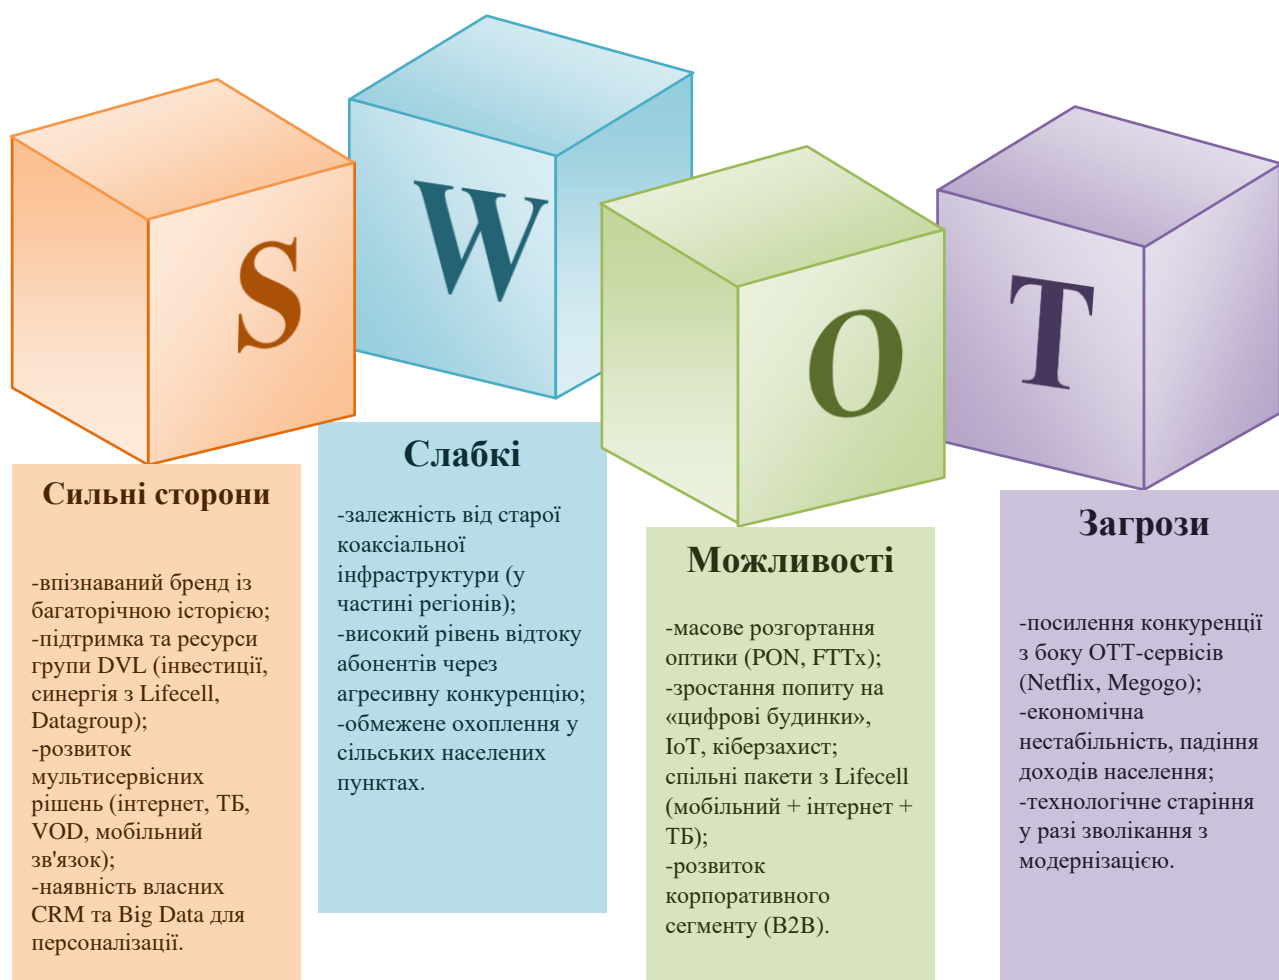 S
W
O
T
Сильні сторони
-впізнаваний бренд із
багаторічною історією;
-підтримка та ресурси
групи DVL (інвестиції,
синергія з Lifecell,
Datagroup);
-розвиток
мультисервісних
рішень (інтернет, ТБ,
VOD, мобільний
зв'язок);
-наявність власних
CRM та Big Data для
персоналізації.
Слабкі
-залежність від старої
коаксіальної
інфраструктури (у
частині регіонів);
-високий рівень відтоку
абонентів через
агресивну конкуренцію;
-обмежене охоплення у
сільських населених
пунктах.
Можливості
-масове розгортання
оптики (PON, FTTx);
-зростання попиту на
«цифрові будинки»,
IoT, кіберзахист;
спільні пакети з Lifecell
(мобільний + інтернет +
ТБ);
-розвиток
корпоративного
сегменту (B2B).
Загрози
-посилення конкуренції
з боку ОТТ-сервісів
(Netflix, Megogo);
-економічна
нестабільність, падіння
доходів населення;
-технологічне старіння
у разі зволікання з
модернізацією.